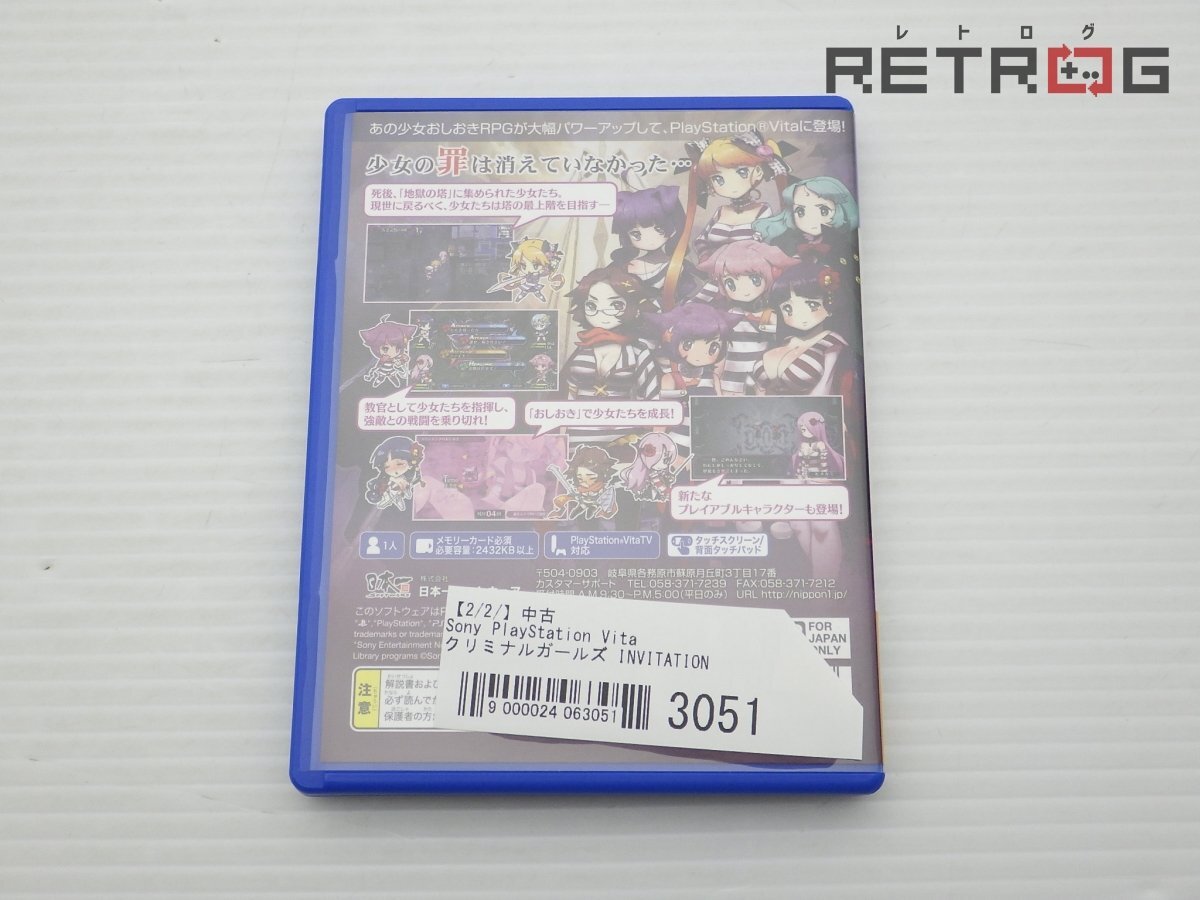 レトログ
RETROG
あの少女おしおきRPGが大幅パワーアップして、PlayStation®Vitaに登場!
少女の罪は消えていなかった…
死後、「地獄の塔」に集められた少女たち。
現世に戻るべく、少女たちは塔の最上階を目指す―
教官として少女たちを指揮し、
強敵との戦闘を乗り切れ!
「おしおき」で少女たちを成長!
新たな
プレイアブルキャラクターも登場!
1人
メモリーカード必須
必要容量:2432KB以上
PlayStation®VitaTV
対応
タッチスクリーン/
背面タッチパッド
株式会社
日本一
〒504-0903 岐阜県各務原市蘇原月丘町3丁目17番
カスタマーサポート TEL 058-371-7239 FAX:058-371-7212
A.M.9:30~P.M.5:00(平日のみ) URL http://nippon1.jp/
このソフトウェアは
"PlayStation",
trademarks or trademar
"Sony Entertainment Ne
Library programs ©Son
FOR
JAPAN
ONLY
注意
解説書およ
必ず読んで
保護者の方
【2/2/】中古
Sony PlayStation Vita
クリミナルガールズ INVITATION
9 000024 063051
3051